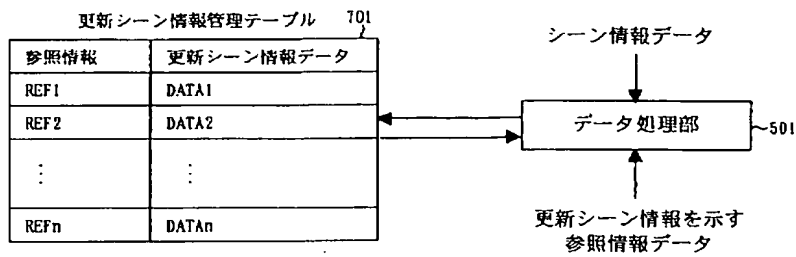 更新シーン情報管理テーブル 701
参照情報 更新シーン情報データ
REF1 DATA1
REF2 DATA2
⋮ ⋮
REFn DATAn
シーン情報データ
データ処理部 501
更新シーン情報を示す
参照情報データ